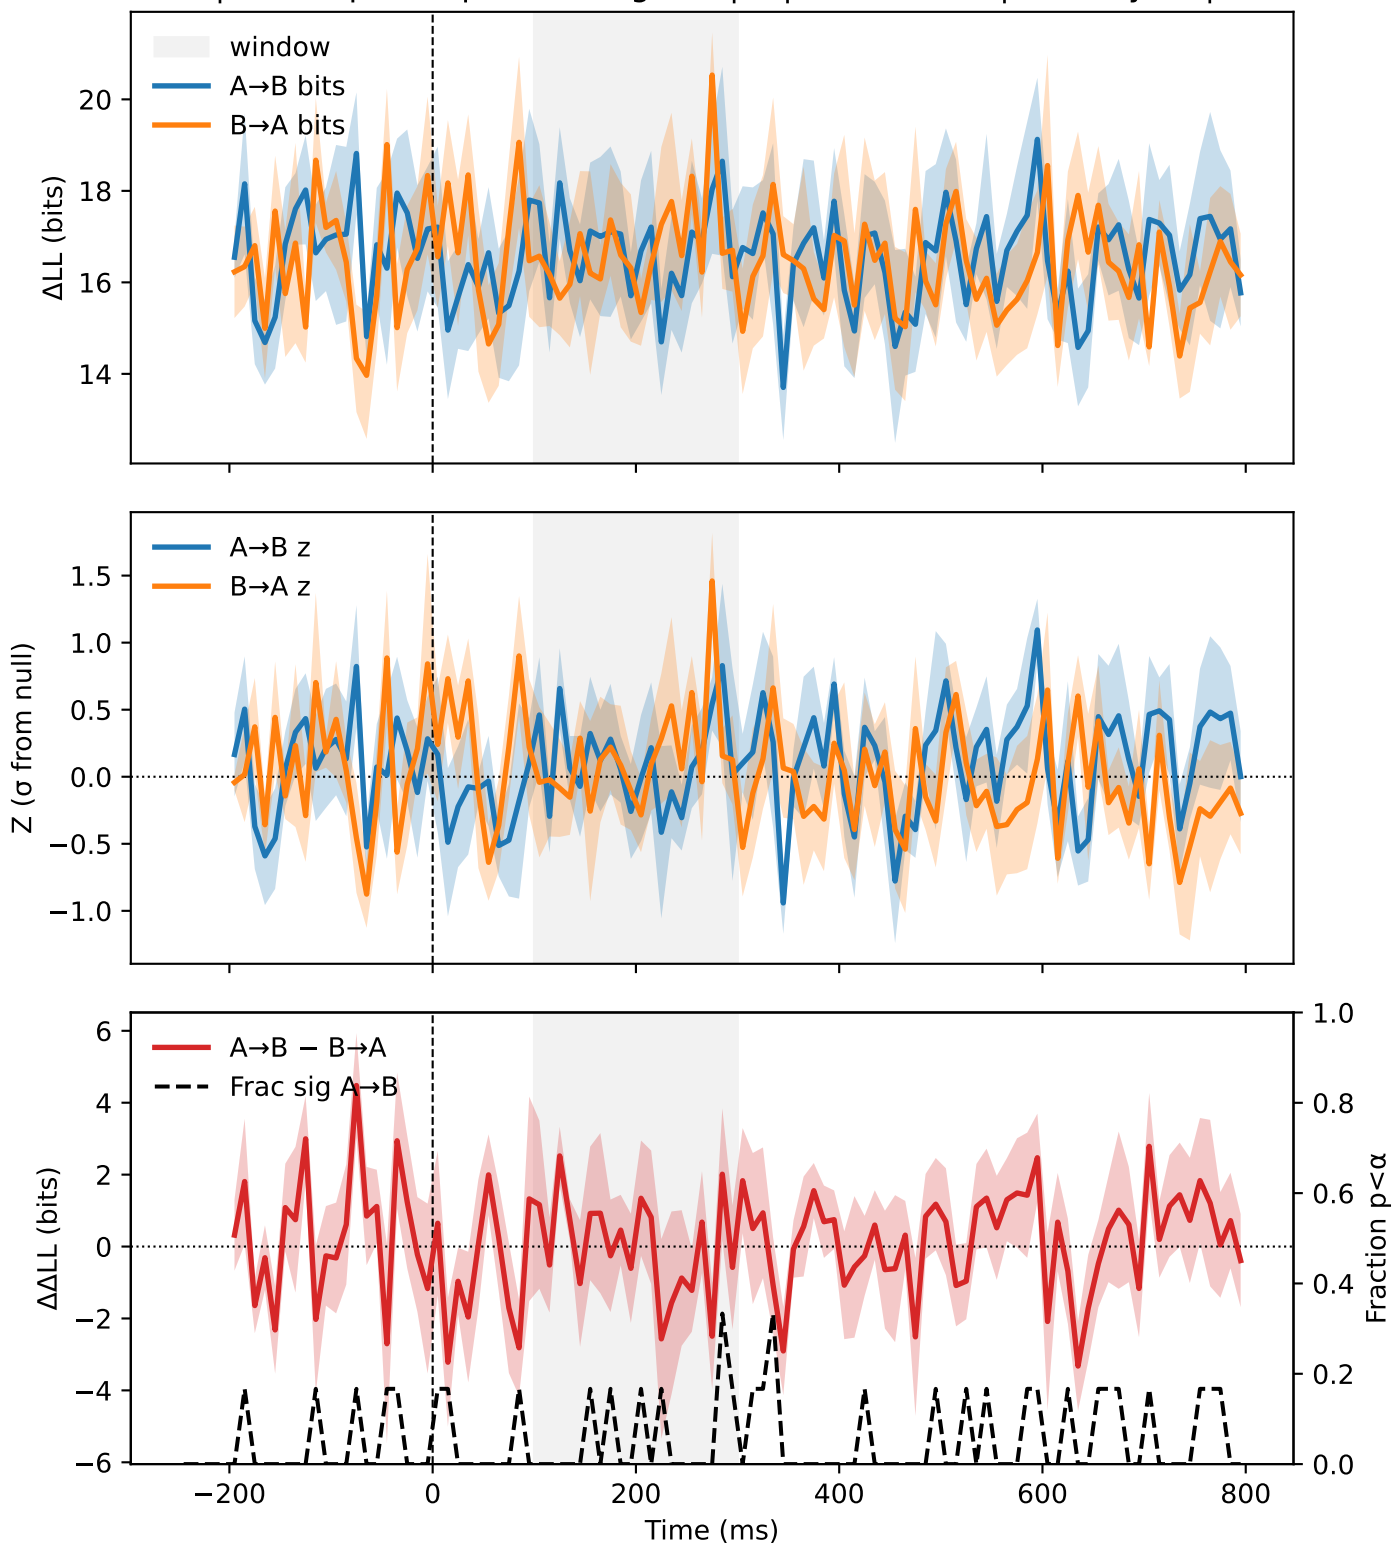 window
A→B bits
B→A bits
20
18
16
14
ΔLL (bits)
A→B z
B→A z
1.5
1.0
0.5
0.0
−0.5
−1.0
Z (σ from null)
A→B − B→A
Frac sig A→B
6
4
2
0
−2
−4
−6
ΔΔLL (bits)
1.0
0.8
0.6
0.4
0.2
0.0
Fraction p<α
−200
0
200
400
600
800
Time (ms)